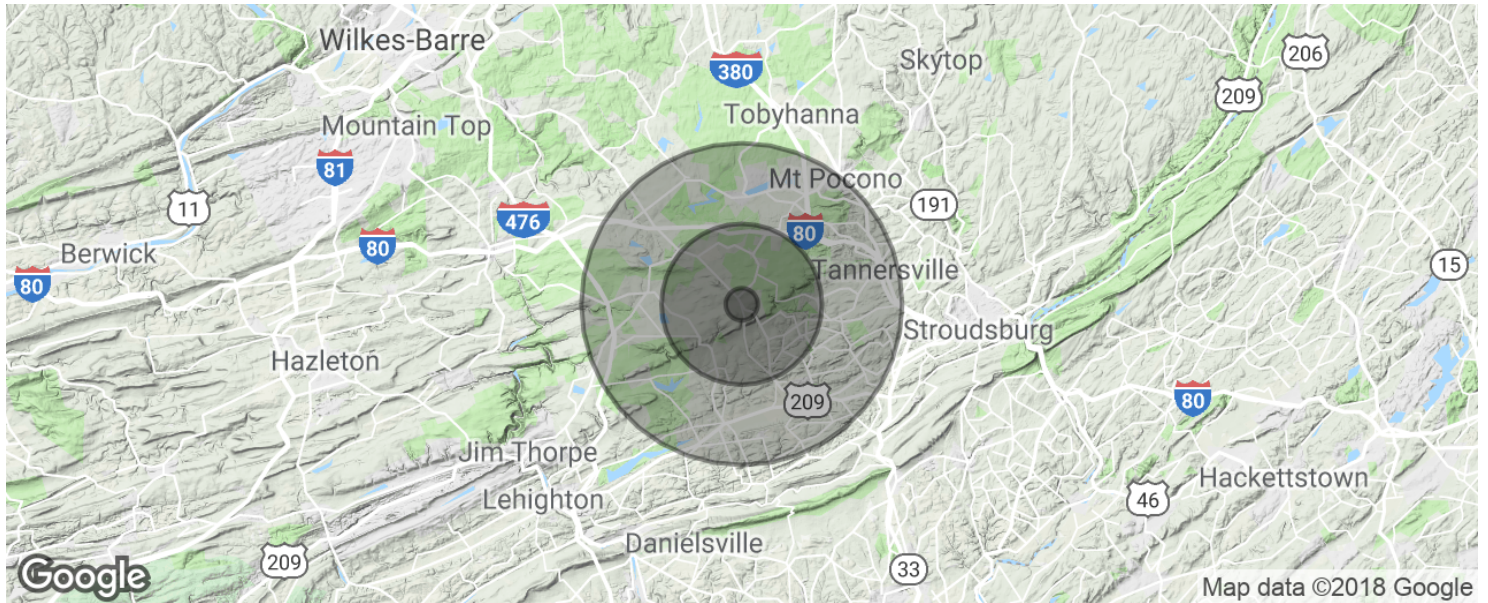 Wilkes-Barre
206
Skytop
380
209
Tobyhanna
Mountain Top
81
Mt Pocono
191
11
476
80
80
Berwick
Tannersville
15
80
Stroudsburg
Hazleton
209
80
Jim Thorpe
Hackettstown
Lehighton
46
Danielsville
209
33
Google
Map data ©2018 Google